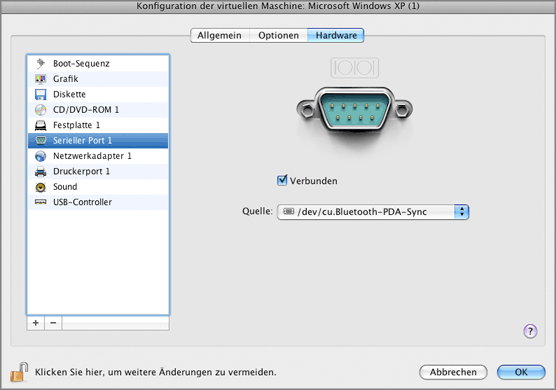 Konfiguration der virtuellen Maschine: Microsoft Windows XP (1)
Allgemein Optionen Hardware
Boot-Sequenz
Grafik
Diskette
CD/DVD-ROM 1
Festplatte 1
Serieller Port 1
Netzwerkadapter 1
Druckerport 1
Sound
USB-Controller
Verbunden
Quelle: /dev/cu.Bluetooth-PDA-Sync
+ −
?
Klicken Sie hier, um weitere Änderungen zu vermeiden.
Abbrechen OK